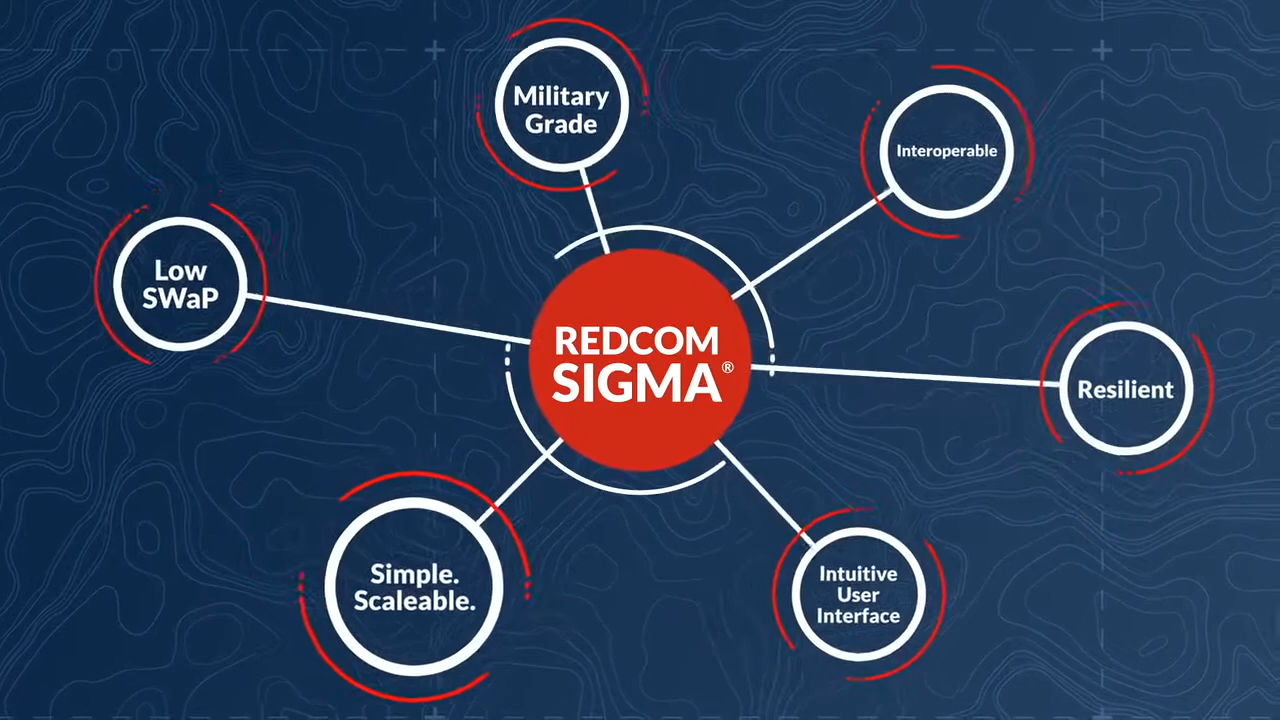 Military
Grade
Interoperable
Low
SWaP
REDCOM
SIGMA®
Resilient
Simple.
Scaleable.
Intuitive
User
Interface